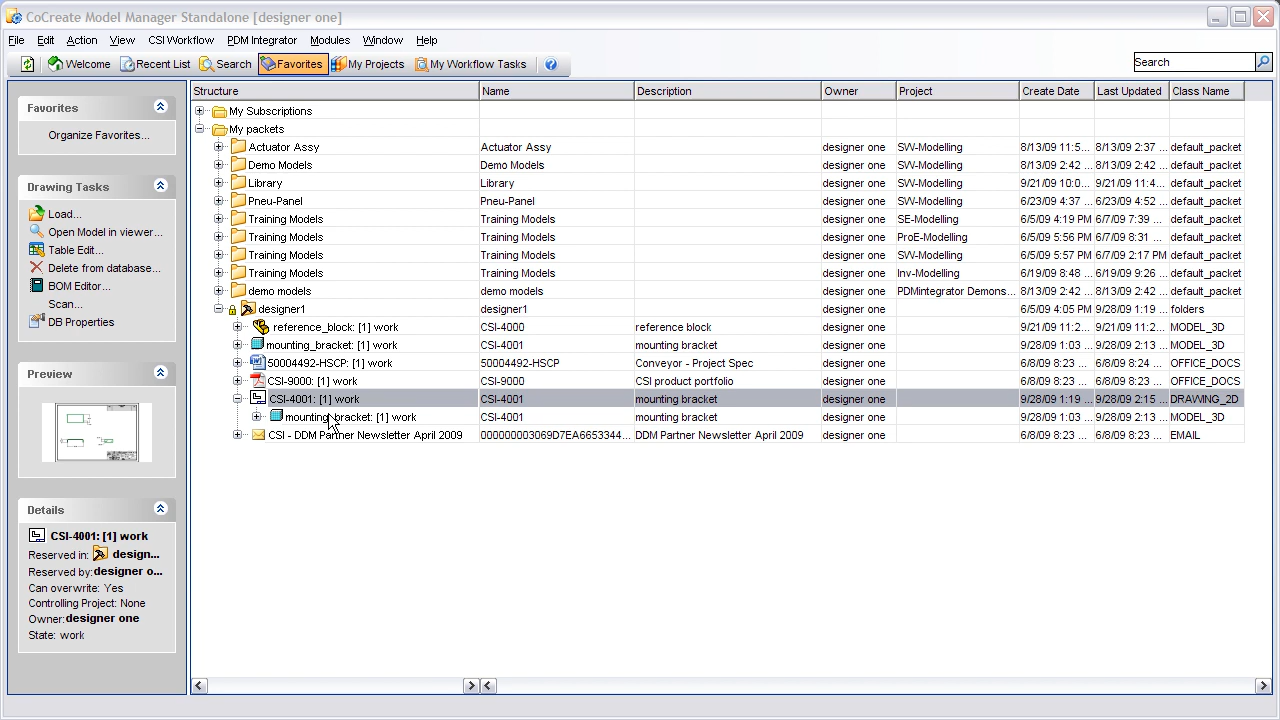 CoCreate Model Manager Standalone [designer one]
File Edit Action View CSI Workflow PDM Integrator Modules Window Help
Welcome Recent List Search Favorites My Projects My Workflow Tasks Search
Favorites
Organize Favorites...
Drawing Tasks
Load...
Open Model in viewer...
Table Edit...
Delete from database...
BOM Editor...
Scan...
DB Properties
Preview
Details
CSI-4001: [1] work
Reserved in: design...
Reserved by: designer o...
Can overwrite: Yes
Controlling Project: None
Owner: designer one
State: work
Structure Name Description Owner Project Create Date Last Updated Class Name
My Subscriptions
My packets
Actuator Assy Actuator Assy designer one SW-Modelling 8/13/09 11:5... 8/13/09 2:37 ... default_packet
Demo Models Demo Models designer one SW-Modelling 8/13/09 2:42 ... 8/13/09 2:42 ... default_packet
Library Library designer one SW-Modelling 9/21/09 10:0... 9/21/09 11:4... default_packet
Pneu-Panel Pneu-Panel designer one SW-Modelling 6/23/09 4:37 ... 6/23/09 4:52 ... default_packet
Training Models Training Models designer one SE-Modelling 6/5/09 4:19 PM 6/7/09 7:39 ... default_packet
Training Models Training Models designer one ProE-Modelling 6/5/09 5:56 PM 6/7/09 8:31 ... default_packet
Training Models Training Models designer one SW-Modelling 6/5/09 5:57 PM 6/7/09 2:17 PM default_packet
Training Models Training Models designer one Inv-Modelling 6/19/09 8:48 ... 6/19/09 9:26 ... default_packet
demo models demo models designer one PDMintegrator Demons... 8/13/09 2:42 ... 8/13/09 2:42 ... default_packet
designer1 designer1 designer one 6/5/09 4:05 PM 9/28/09 1:19 ... folders
reference_block: [1] work CSI-4000 reference block designer one 9/21/09 11:2... 9/21/09 11:2... MODEL_3D
mounting_bracket: [1] work CSI-4001 mounting bracket designer one 9/28/09 1:03 ... 9/28/09 2:13 ... MODEL_3D
50004492-HSCP: [1] work 50004492-HSCP Conveyor - Project Spec designer one 6/8/09 8:23 ... 6/8/09 8:24 ... OFFICE_DOCS
CSI-9000: [1] work CSI-9000 CSI product portfolio designer one 6/8/09 8:23 ... 6/8/09 8:23 ... OFFICE_DOCS
CSI-4001: [1] work CSI-4001 mounting bracket designer one 9/28/09 1:19 ... 9/28/09 2:15 ... DRAWING_2D
mounting_bracket: [1] work CSI-4001 mounting bracket designer one 9/28/09 1:03 ... 9/28/09 2:13 ... MODEL_3D
CSI - DDM Partner Newsletter April 2009 000000003069D7EA6653344... DDM Partner Newsletter April 2009 designer one 6/8/09 8:23 ... 6/8/09 8:23 ... EMAIL